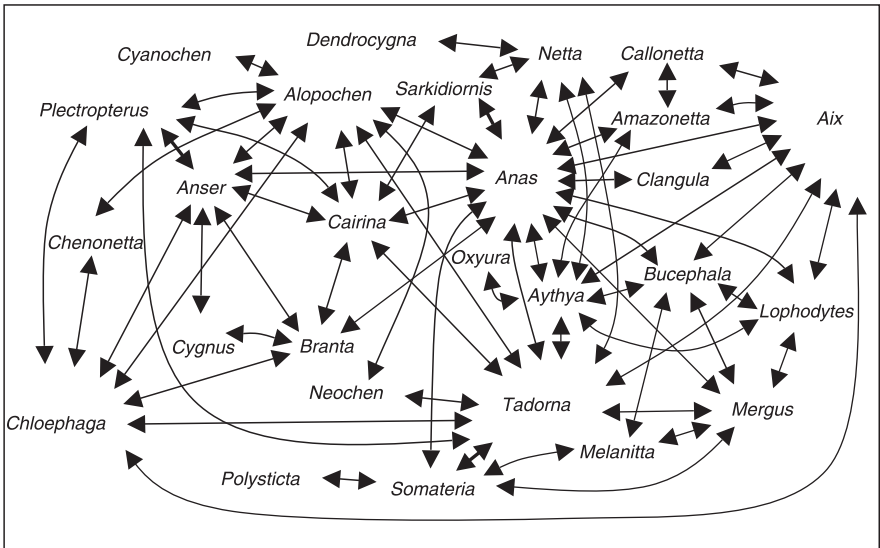 Dendrocygna
Cyanochen
Netta
Callonetta
Sarkidiornis
Alopochen
Plectropterus
Amazonetta
Aix
Anas
Clangula
Anser
Cairina
Chenonetta
Oxyura
Bucephala
Aythya
Lophodytes
Cygnus
Branta
Neochen
Tadorna
Mergus
Chloephaga
Melanitta
Polysticta
Somateria